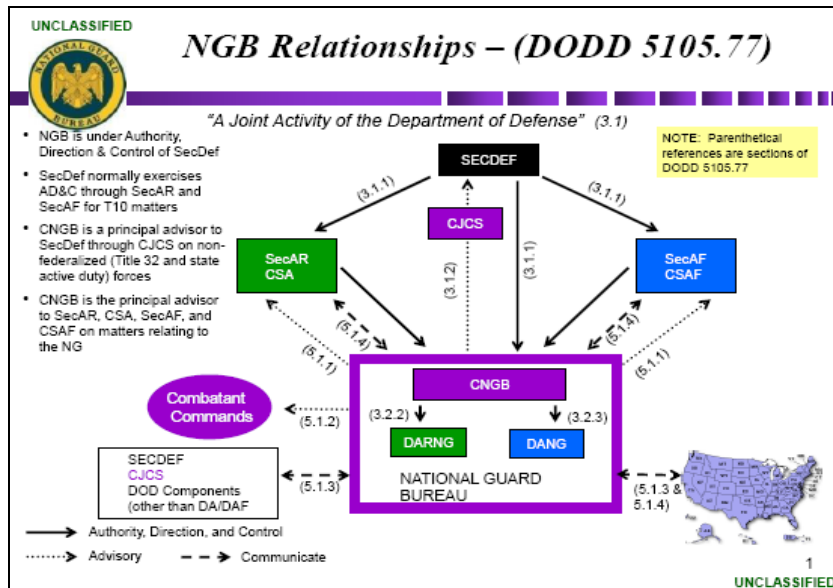 UNCLASSIFIED
NATIONAL GUARD
BUREAU
NGB Relationships – (DODD 5105.77)
"A Joint Activity of the Department of Defense" (3.1)
• NGB is under Authority,
Direction & Control of SecDef
• SecDef normally exercises
AD&C through SecAR and
SecAF for T10 matters
• CNGB is a principal advisor to
SecDef through CJCS on non-
federalized (Title 32 and state
active duty) forces
• CNGB is the principal advisor
to SecAR, CSA, SecAF, and
CSAF on matters relating to
the NG
NOTE: Parenthetical
references are sections of
DODD 5105.77
SECDEF
(3.1.1)
(3.1.1)
CJCS
(3.1.2)
(3.1.1)
SecAR
CSA
SecAF
CSAF
(5.1.4)
(5.1.1)
(5.1.4)
(5.1.1)
CNGB
(3.2.2)
(3.2.3)
DARNG
DANG
NATIONAL GUARD
BUREAU
Combatant
Commands
(5.1.2)
SECDEF
CJCS
DOD Components
(other than DA/DAF
(5.1.3)
(5.1.3 &
5.1.4)
Authority, Direction, and Control
Advisory
Communicate
1
UNCLASSIFIED